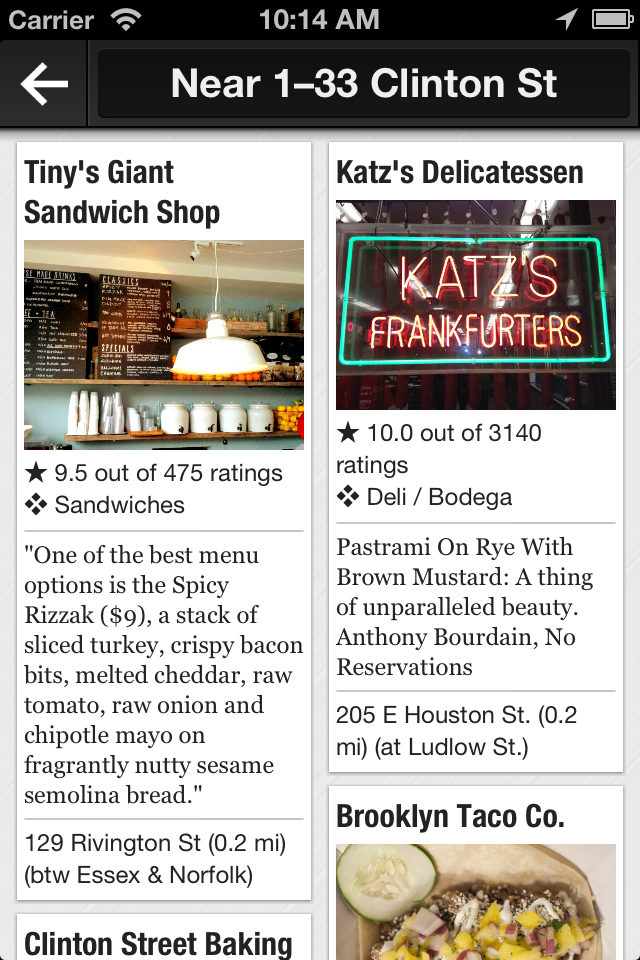 Carrier 10:14 AM
Near 1–33 Clinton St
Tiny's Giant
Sandwich Shop
CLASSICS
SPECIALS
★ 9.5 out of 475 ratings
❖ Sandwiches
"One of the best menu
options is the Spicy
Rizzak ($9), a stack of
sliced turkey, crispy bacon
bits, melted cheddar, raw
tomato, raw onion and
chipotle mayo on
fragrantly nutty sesame
semolina bread."
129 Rivington St (0.2 mi)
(btw Essex & Norfolk)
Clinton Street Baking
Katz's Delicatessen
KATZ'S
FRANKFURTERS
★ 10.0 out of 3140
ratings
❖ Deli / Bodega
Pastrami On Rye With
Brown Mustard: A thing
of unparalleled beauty.
Anthony Bourdain, No
Reservations
205 E Houston St. (0.2
mi) (at Ludlow St.)
Brooklyn Taco Co.